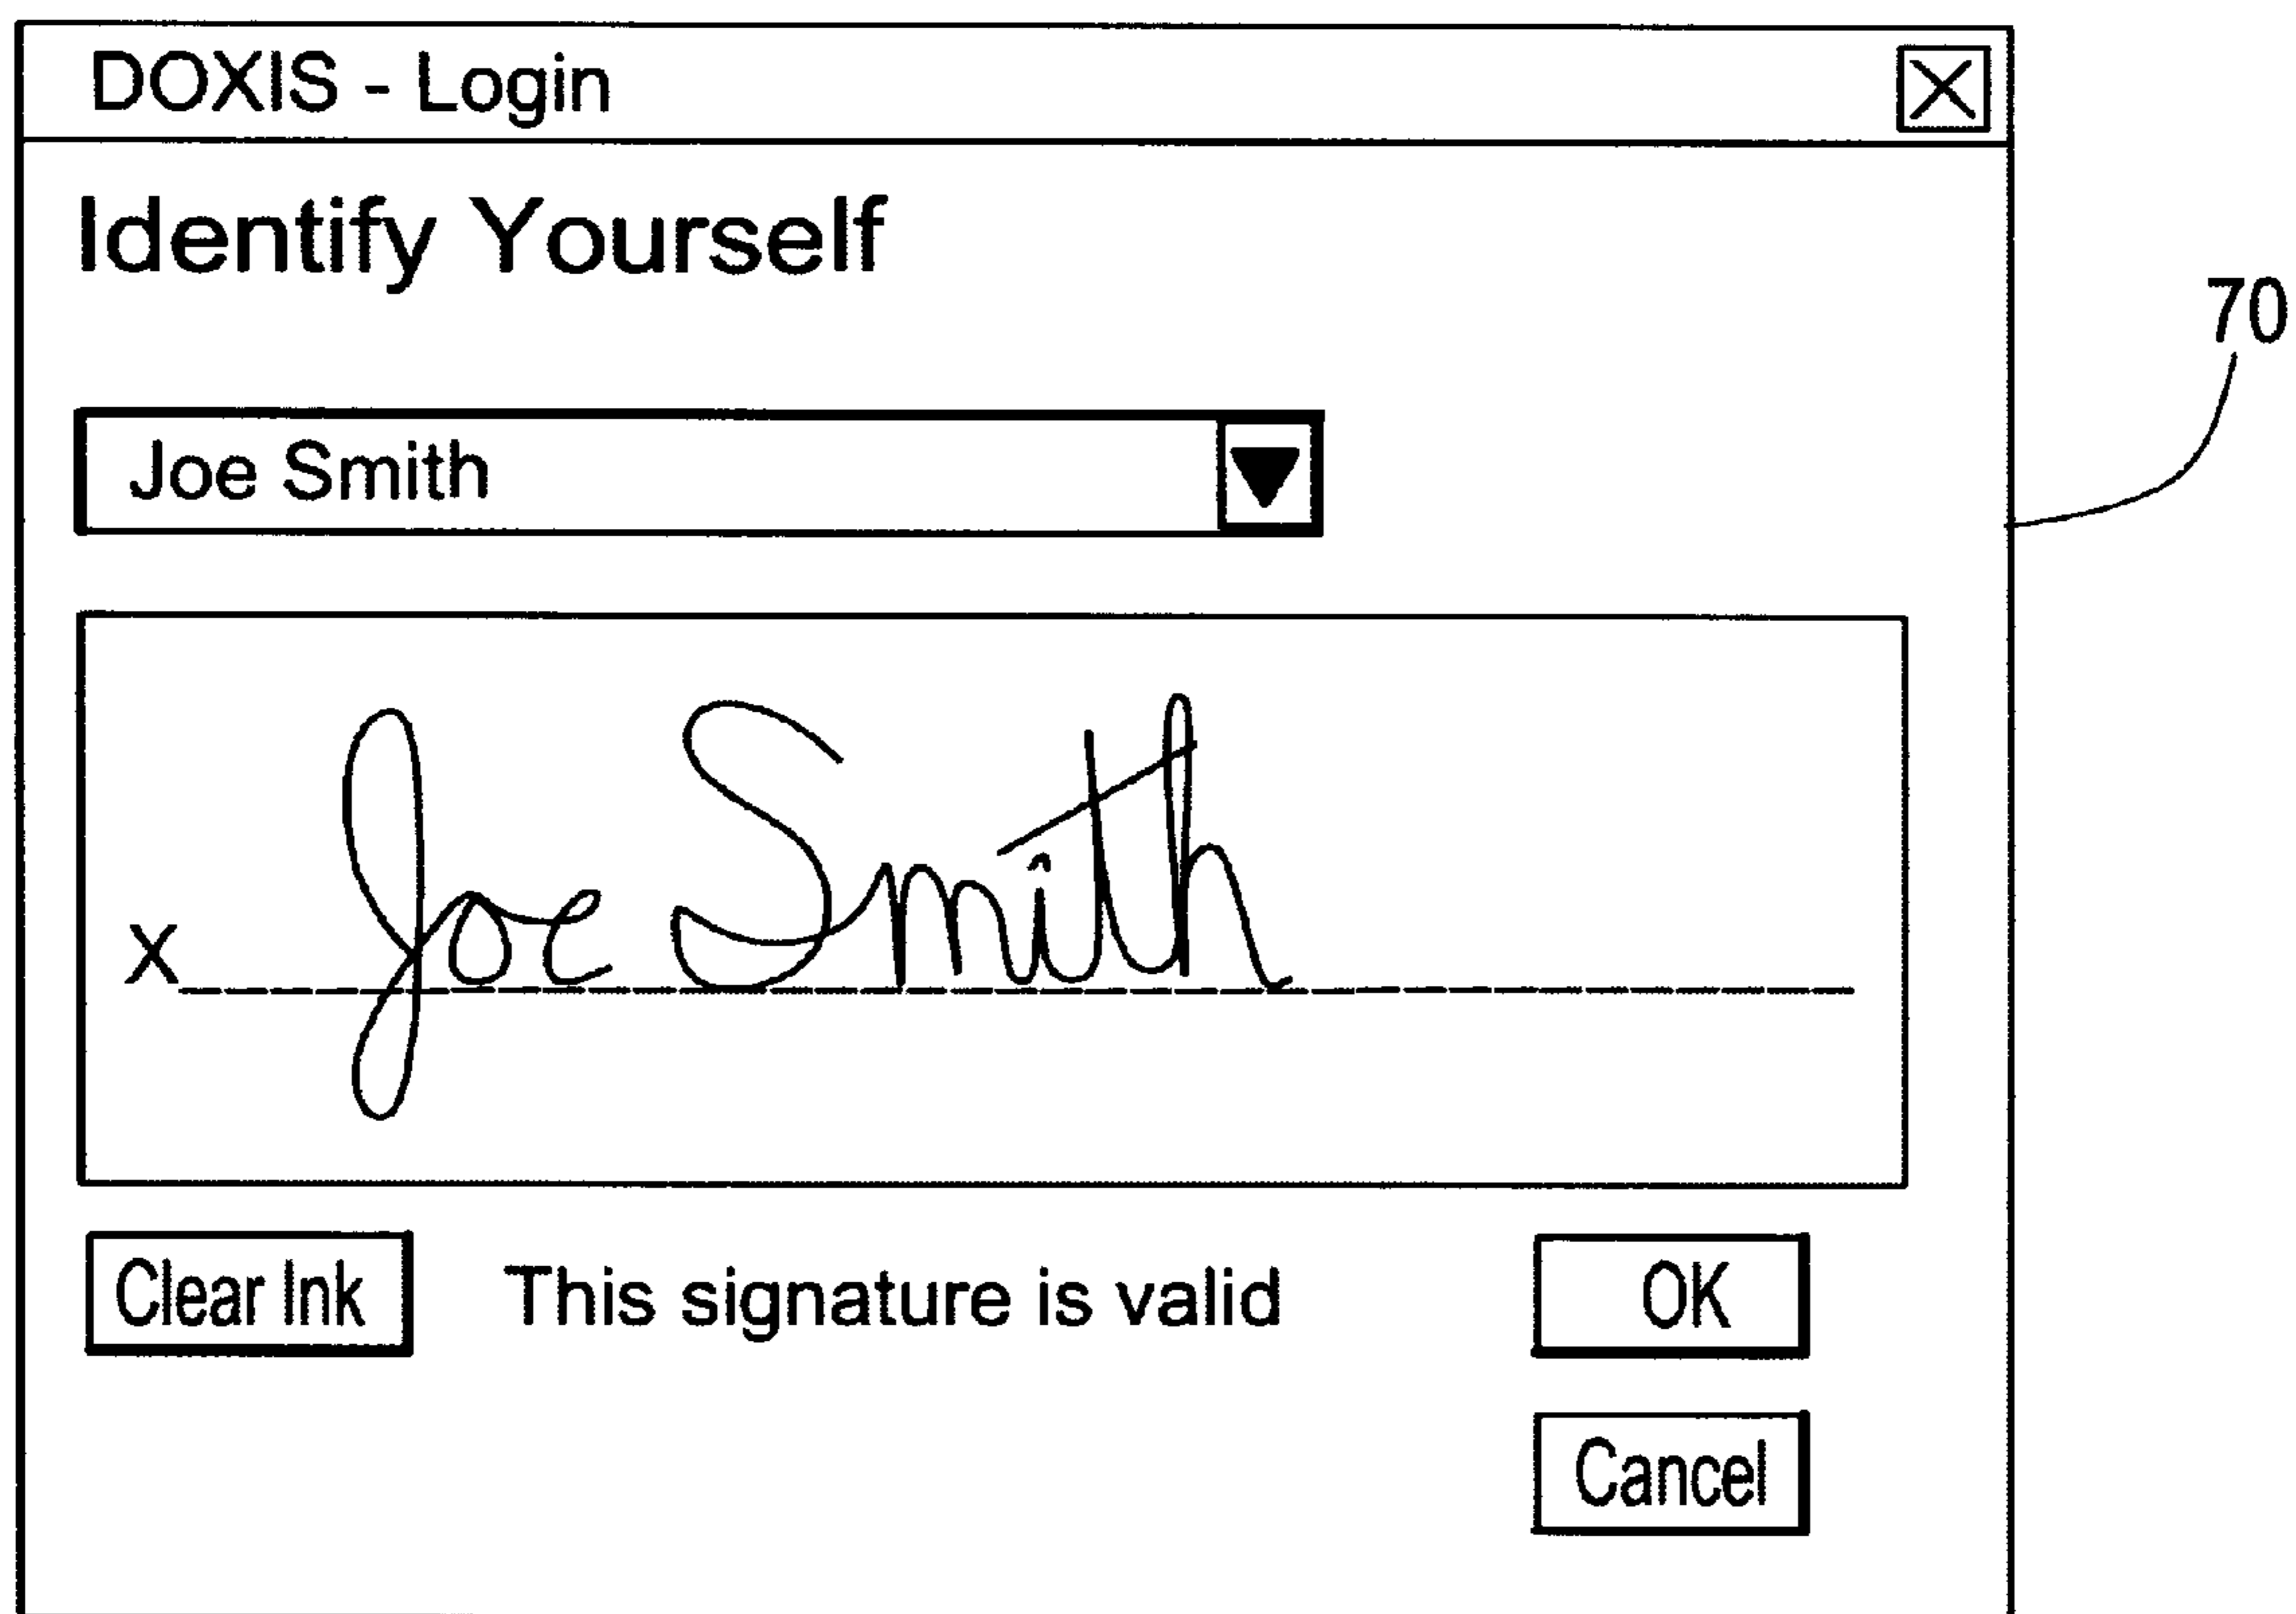 DOXIS - Login
Identify Yourself
70
Joe Smith
x Joe Smith
Clear Ink This signature is valid OK
Cancel